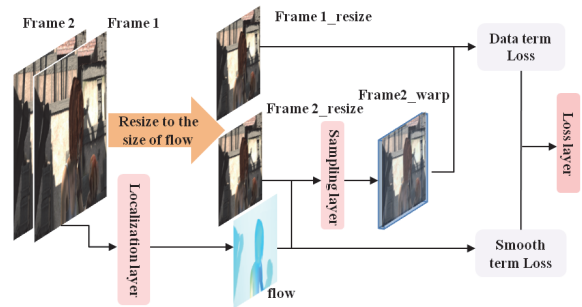 Frame 2
Frame 1
Frame 1_resize
Data term
Loss
Resize to the
size of flow
Frame 2_resize
Frame2_warp
Sampling
layer
Loss layer
Localization
layer
flow
Smooth
term Loss